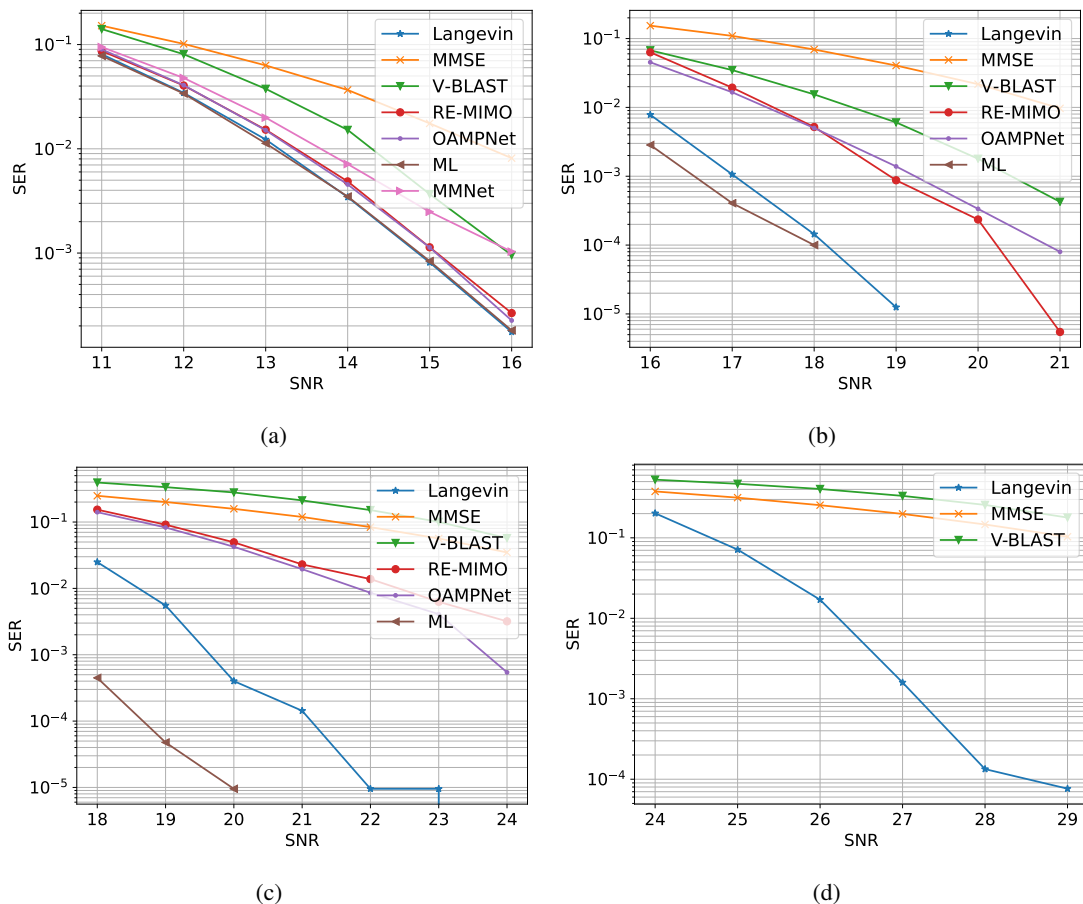 10⁻¹
10⁻²
10⁻³
SER
Langevin
MMSE
V-BLAST
RE-MIMO
OAMPNet
ML
MMNet
11 12 13 14 15 16
SNR
(a)
10⁻¹
10⁻²
10⁻³
10⁻⁴
10⁻⁵
SER
Langevin
MMSE
V-BLAST
RE-MIMO
OAMPNet
ML
16 17 18 19 20 21
SNR
(b)
10⁻¹
10⁻²
10⁻³
10⁻⁴
10⁻⁵
SER
Langevin
MMSE
V-BLAST
RE-MIMO
OAMPNet
ML
18 19 20 21 22 23 24
SNR
(c)
10⁻¹
10⁻²
10⁻³
10⁻⁴
SER
Langevin
MMSE
V-BLAST
24 25 26 27 28 29
SNR
(d)